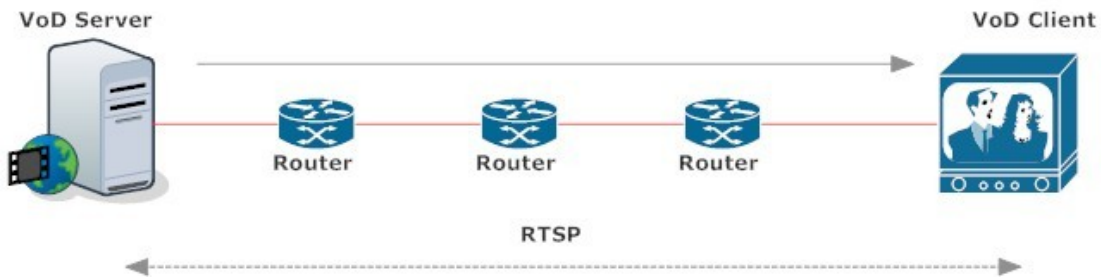 VoD Server
VoD Client
Router
Router
Router
RTSP